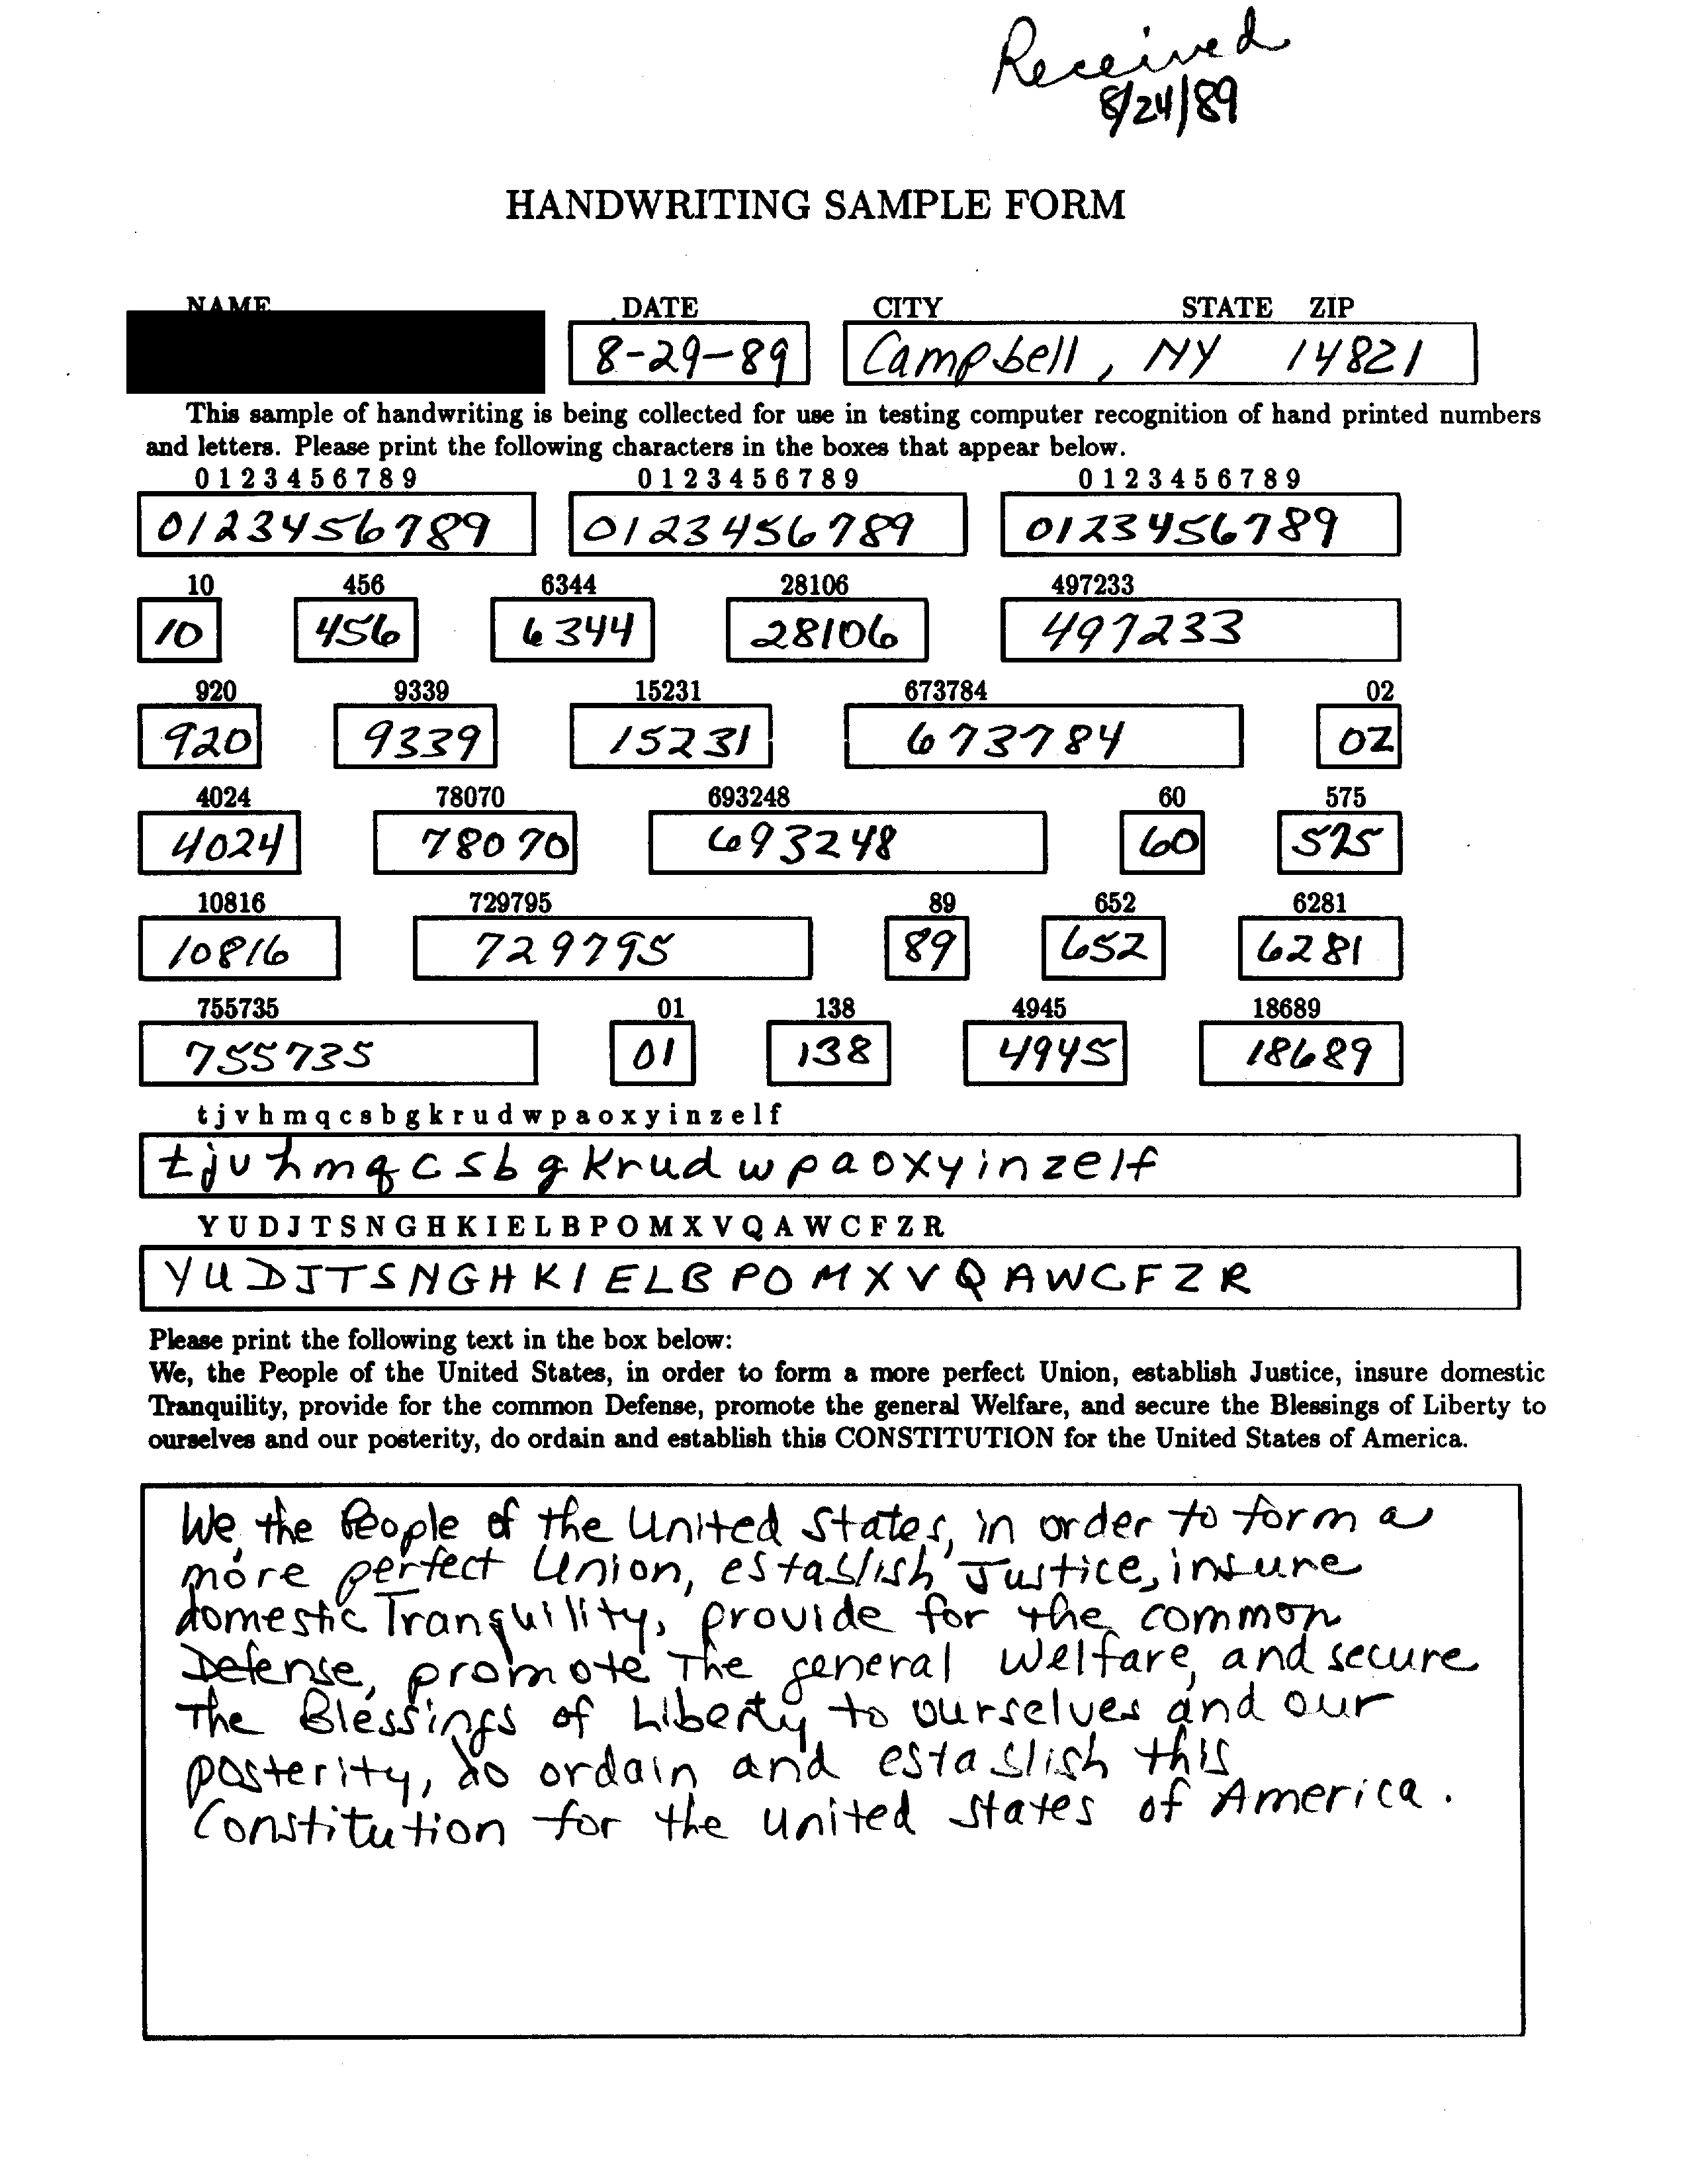 Received
8/24/89
HANDWRITING SAMPLE FORM
NAME DATE CITY STATE ZIP
8-29-89 Campbell, NY 14821
This sample of handwriting is being collected for use in testing computer recognition of hand printed numbers
and letters. Please print the following characters in the boxes that appear below.
0 1 2 3 4 5 6 7 8 9 0 1 2 3 4 5 6 7 8 9 0 1 2 3 4 5 6 7 8 9
0123456789 0123456789 0123456789
10 456 6344 28106 497233
10 456 6344 28106 497233
920 9339 15231 673784 02
920 9339 15231 673784 02
4024 78070 693248 60 575
4024 78070 693248 60 575
10816 729795 89 652 6281
10816 729795 89 652 6281
755735 01 138 4945 18689
755735 01 138 4945 18689
t j v h m q c s b g k r u d w p a o x y i n z e l f
t j v h m q c s b g k r u d w p a o x y i n z e l f
Y U D J T S N G H K I E L B P O M X V Q A W C F Z R
Y U D J T S N G H K I E L B P O M X V Q A W C F Z R
Please print the following text in the box below:
We, the People of the United States, in order to form a more perfect Union, establish Justice, insure domestic
Tranquility, provide for the common Defense, promote the general Welfare, and secure the Blessings of Liberty to
ourselves and our posterity, do ordain and establish this CONSTITUTION for the United States of America.
We, the People of the United States, in order to form a
more perfect Union, establish Justice, insure
domestic Tranquility, provide for the common
Defense, promote The general Welfare, and secure
The Blessings of Liberty to ourselves and our
posterity, do ordain and establish this
Constitution for the United States of America.